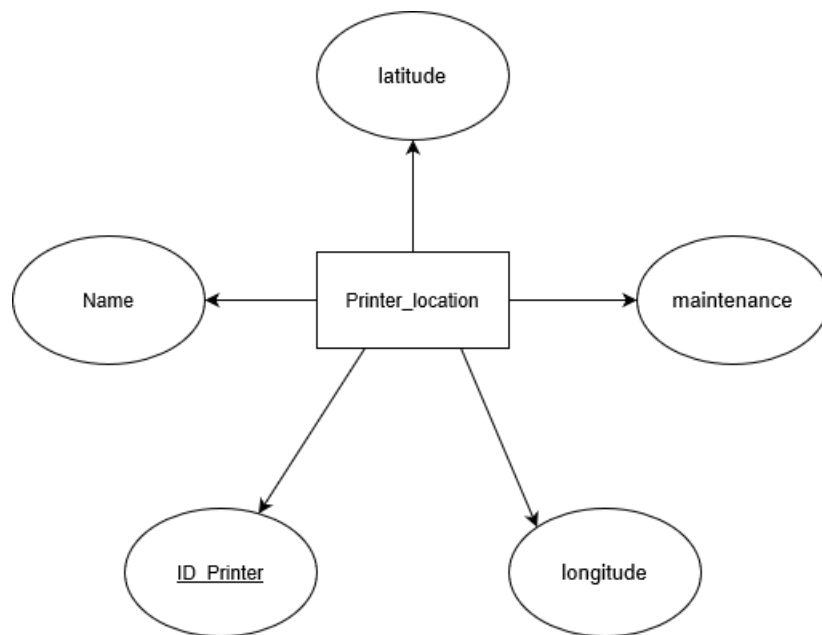 latitude
Name
Printer_location
maintenance
ID_Printer
longitude